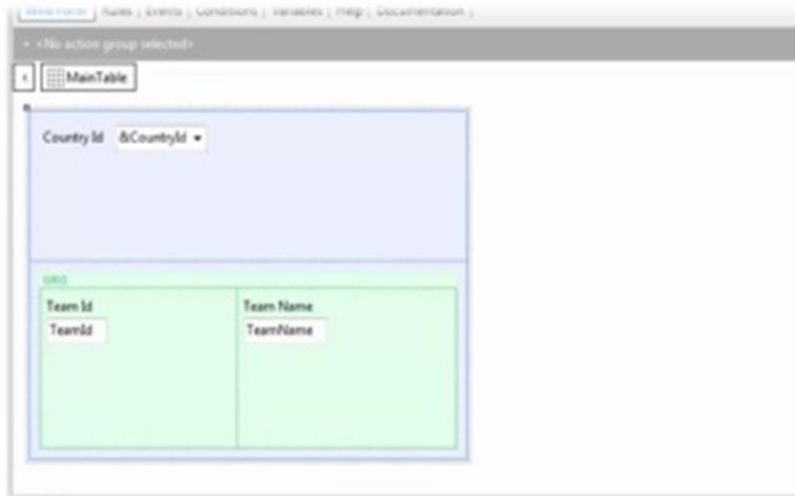 Web Form | Rules | Events | Conditions | Variables | Help | Documentation |
<No action group selected>
MainTable
Country Id &CountryId
GRID
Team Id Team Name
TeamId TeamName